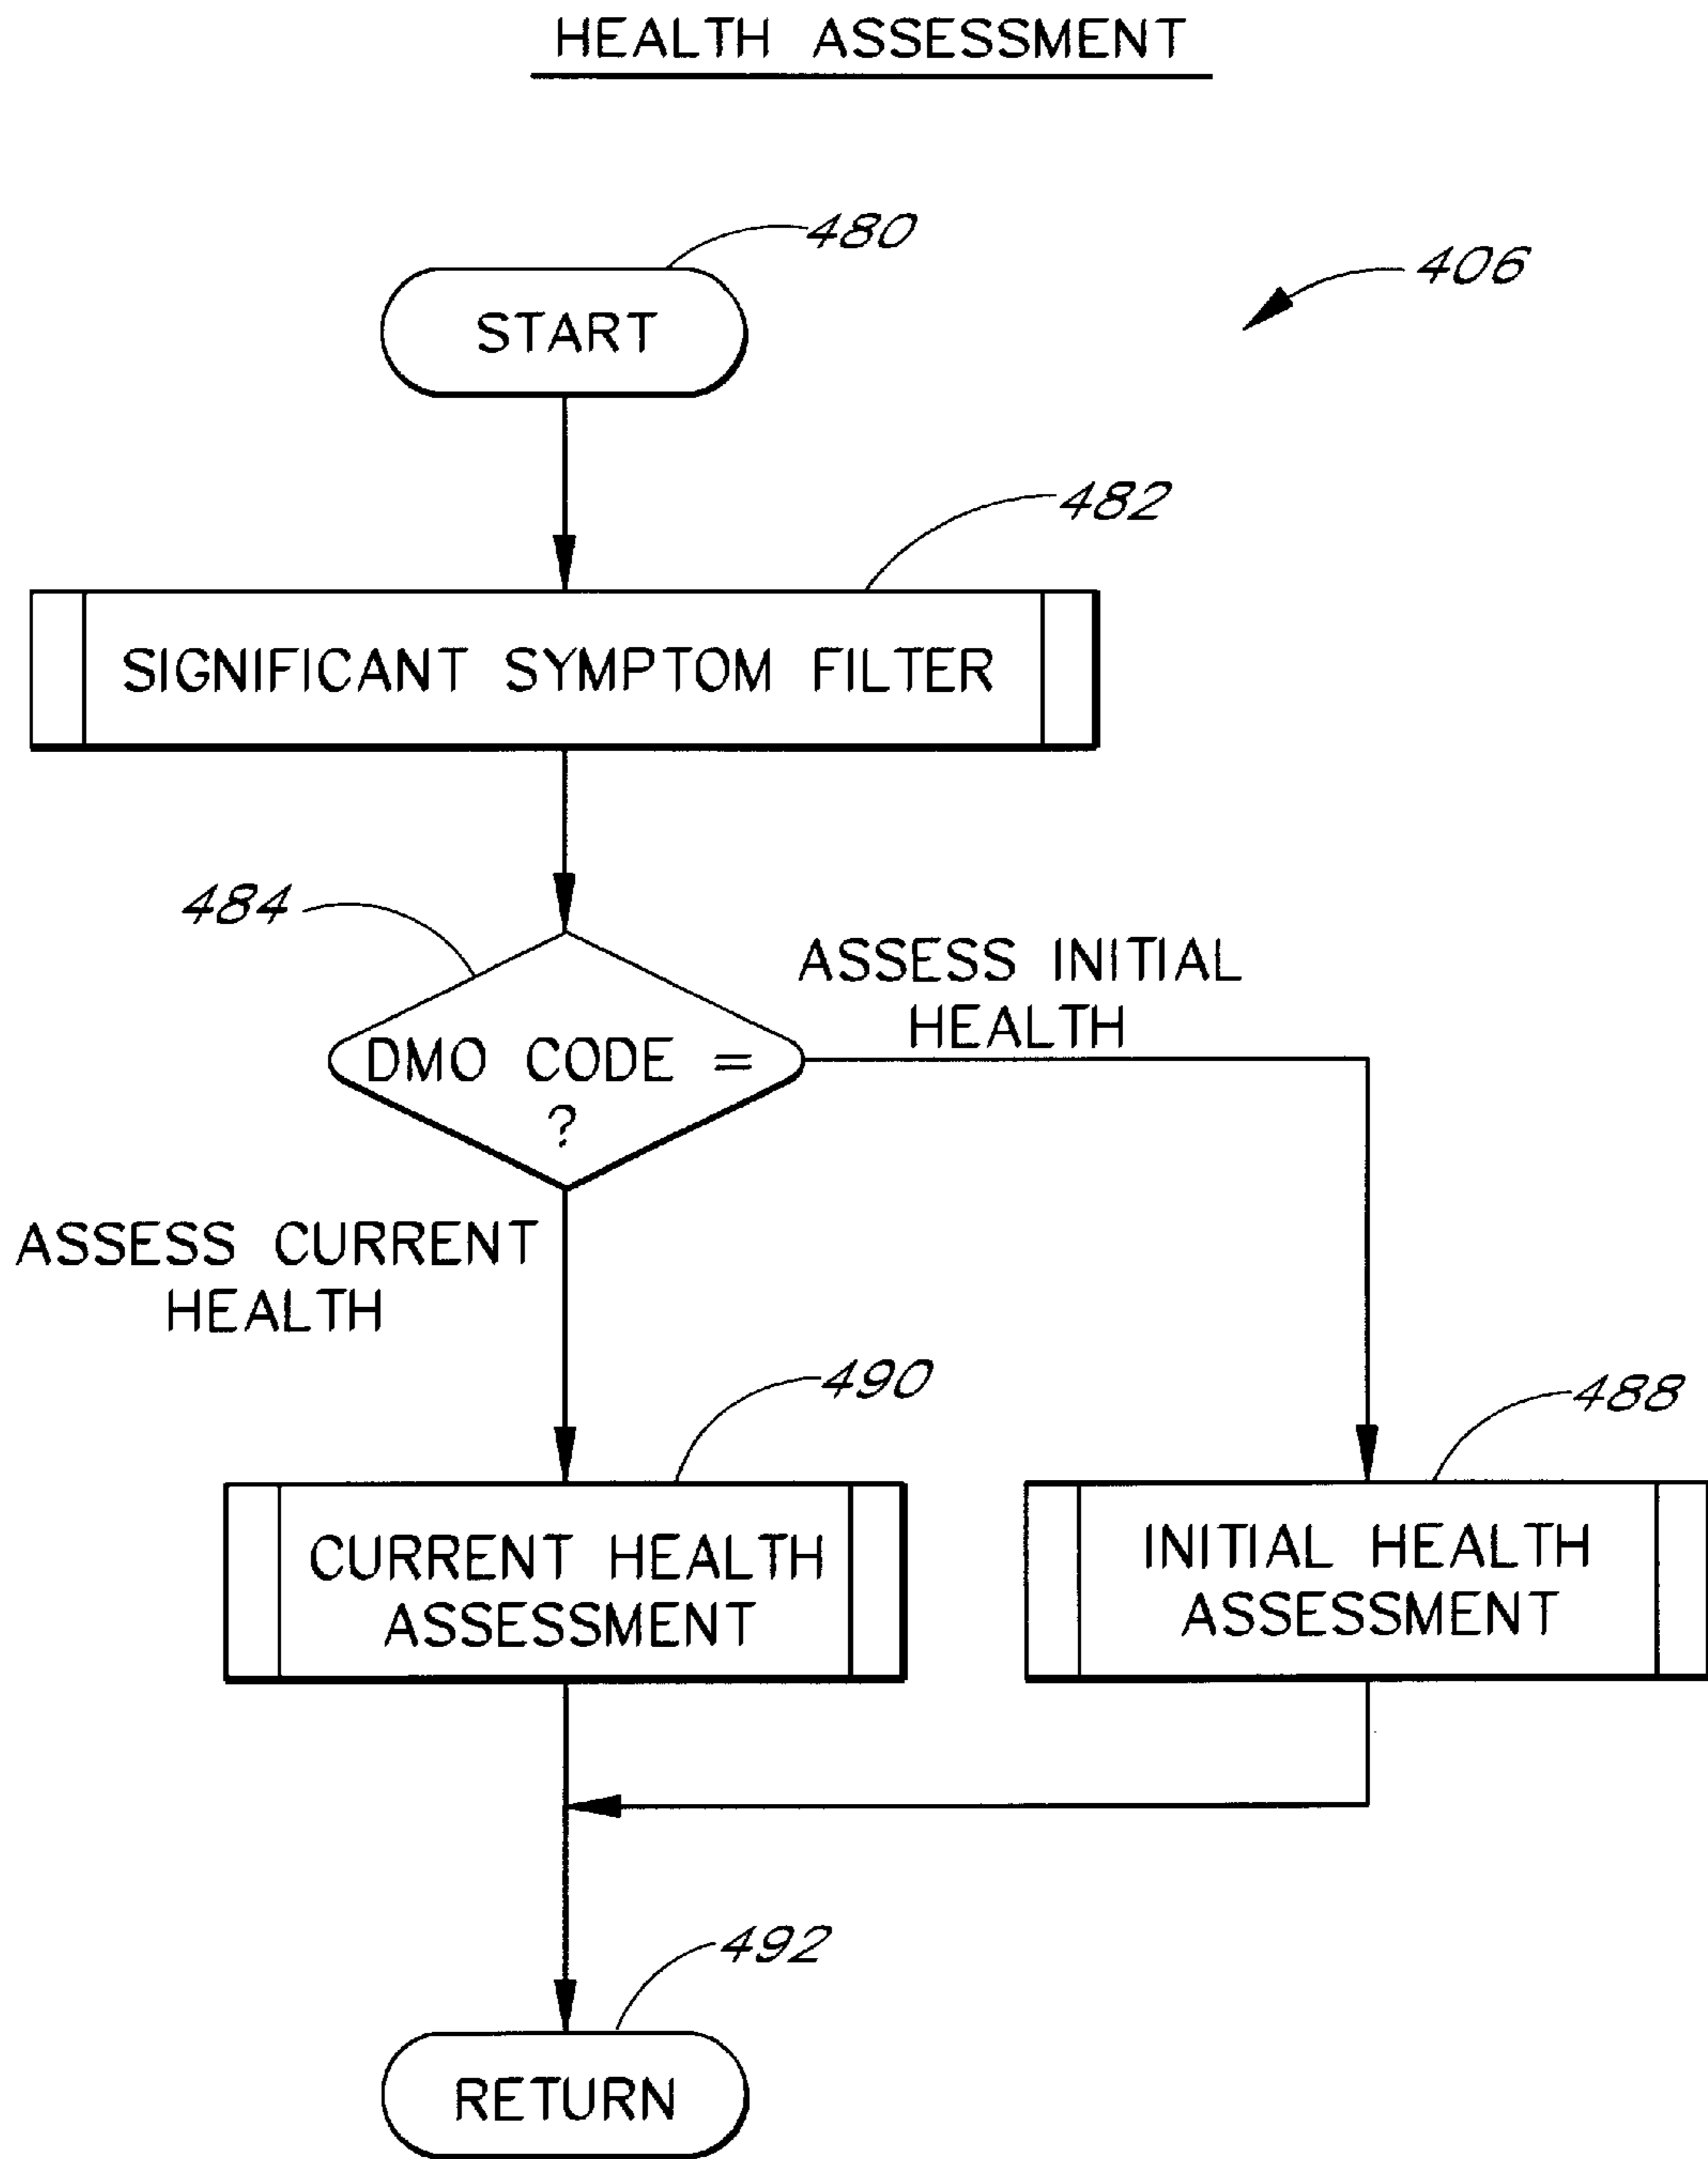 HEALTH ASSESSMENT
480
406
START
482
SIGNIFICANT SYMPTOM FILTER
484
ASSESS INITIAL
HEALTH
DMO CODE =
?
ASSESS CURRENT
HEALTH
490
488
CURRENT HEALTH
ASSESSMENT
INITIAL HEALTH
ASSESSMENT
492
RETURN